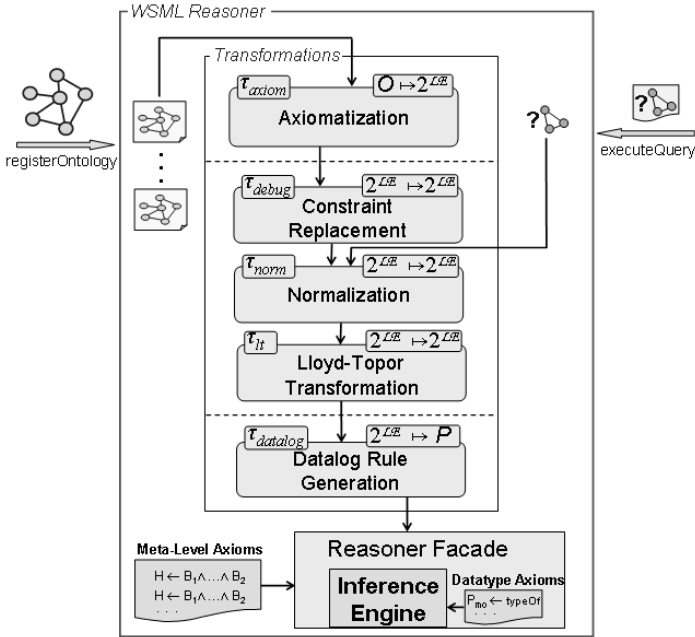 WSML Reasoner
Transformations
τaxiom
O ↦ 2^LE
Axiomatization
registerOntology
?
?
executeQuery
τdebug
2^LE ↦ 2^LE
Constraint
Replacement
τnorm
2^LE ↦ 2^LE
Normalization
τlt
2^LE ↦ 2^LE
Lloyd-Topor
Transformation
τdatalog
2^LE ↦ P
Datalog Rule
Generation
Meta-Level Axioms
H ← B1∧...∧ B2
H ← B1∧...∧ B2
. . .
Reasoner Facade
Inference
Engine
Datatype Axioms
Pmo ← typeOf
. . .